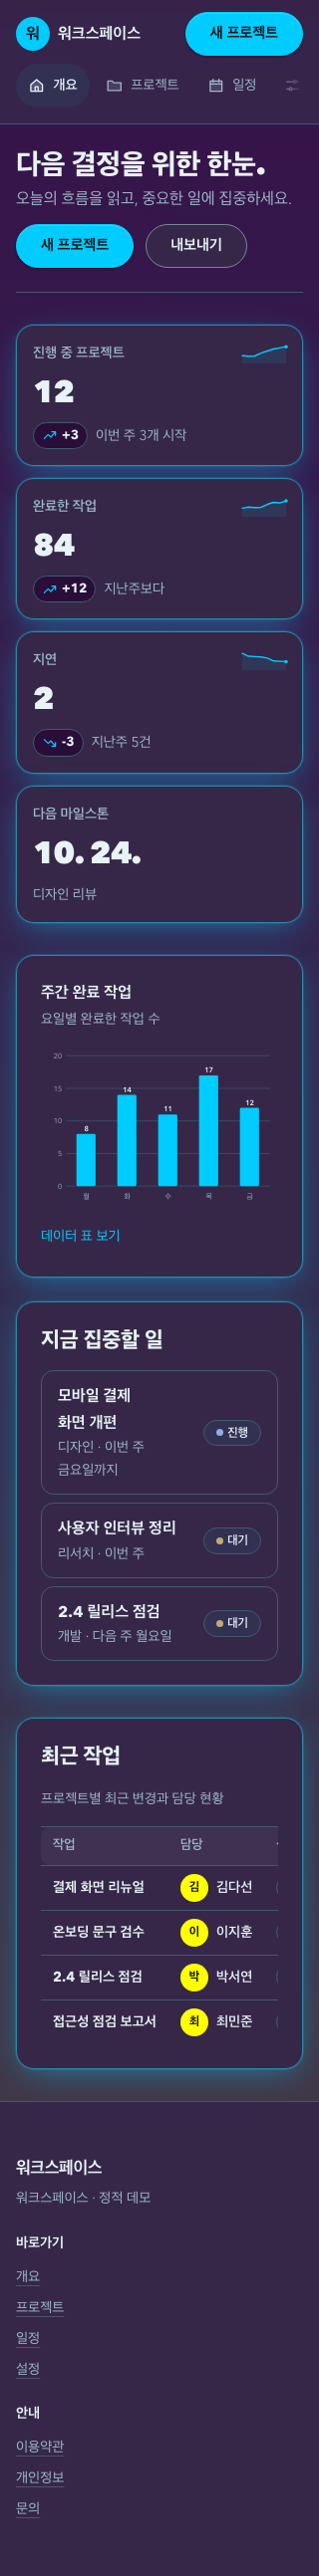 워 워크스페이스 새 프로젝트
개요 프로젝트 일정
다음 결정을 위한 한눈.
오늘의 흐름을 읽고, 중요한 일에 집중하세요.
새 프로젝트 내보내기
진행 중 프로젝트
12
+3 이번 주 3개 시작
완료한 작업
84
+12 지난주보다
지연
2
-3 지난주 5건
다음 마일스톤
10. 24.
디자인 리뷰
주간 완료 작업
요일별 완료한 작업 수
20
15
10
5
0
8
14
11
17
12
월 화 수 목 금
데이터 표 보기
지금 집중할 일
모바일 결제
화면 개편
디자인 · 이번 주
금요일까지
진행
사용자 인터뷰 정리
리서치 · 이번 주
대기
2.4 릴리스 점검
개발 · 다음 주 월요일
대기
최근 작업
프로젝트별 최근 변경과 담당 현황
작업 담당
결제 화면 리뉴얼 김 김다선
온보딩 문구 검수 이 이지훈
2.4 릴리스 점검 박 박서연
접근성 점검 보고서 최 최민준
워크스페이스
워크스페이스 · 정적 데모
바로가기
개요
프로젝트
일정
설정
안내
이용약관
개인정보
문의